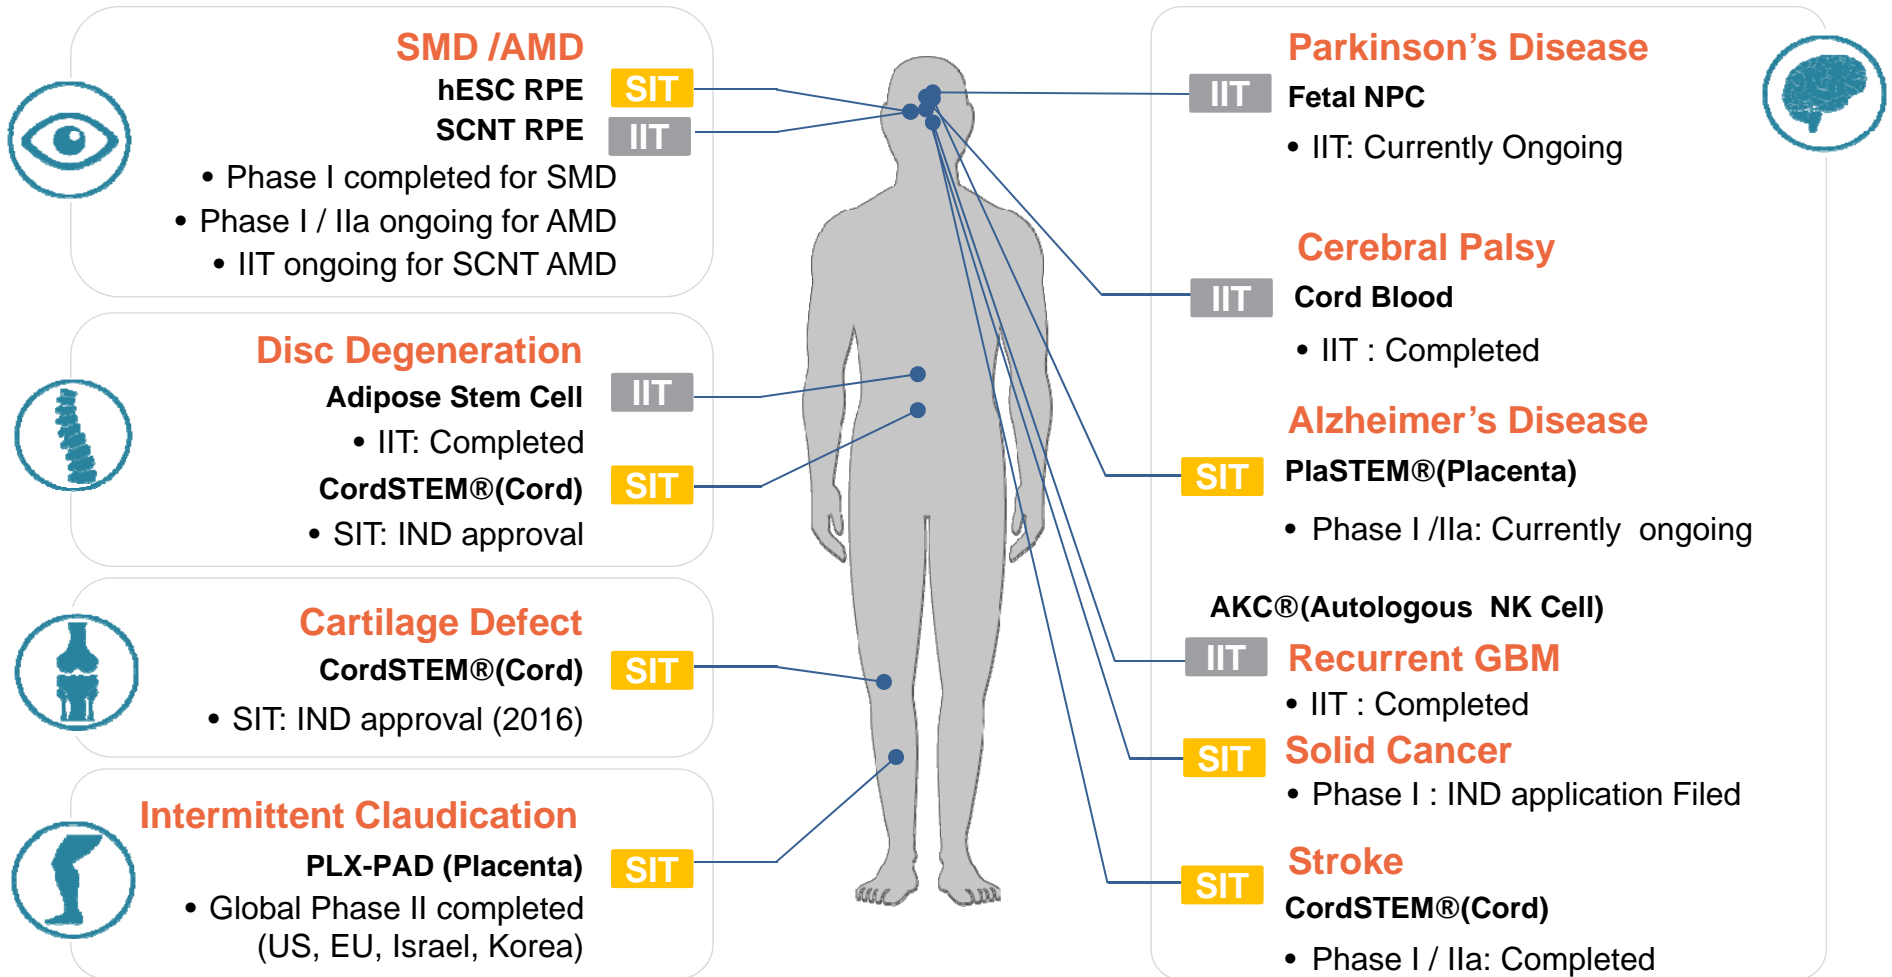 SMD /AMD
hESC RPE SIT
SCNT RPE IIT
• Phase I completed for SMD
• Phase I / IIa ongoing for AMD
• IIT ongoing for SCNT AMD
Disc Degeneration
Adipose Stem Cell IIT
• IIT: Completed
CordSTEM®(Cord) SIT
• SIT: IND approval
Cartilage Defect
CordSTEM®(Cord) SIT
• SIT: IND approval (2016)
Intermittent Claudication
PLX-PAD (Placenta) SIT
• Global Phase II completed
(US, EU, Israel, Korea)
Parkinson's Disease
IIT Fetal NPC
• IIT: Currently Ongoing
Cerebral Palsy
IIT Cord Blood
• IIT : Completed
Alzheimer's Disease
SIT PlaSTEM®(Placenta)
• Phase I /IIa: Currently ongoing
AKC®(Autologous NK Cell)
IIT Recurrent GBM
• IIT : Completed
SIT Solid Cancer
• Phase I : IND application Filed
Stroke
SIT CordSTEM®(Cord)
• Phase I / IIa: Completed